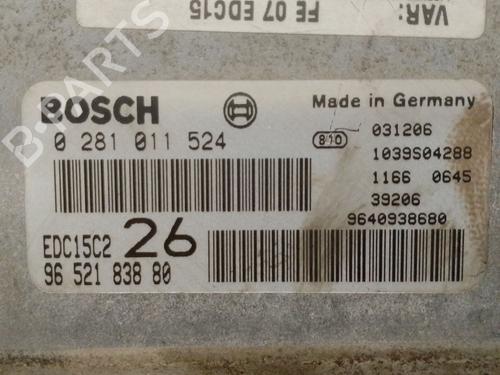 VAR:
FE 07 EDC15
B-PARTS
BOSCH
Made in Germany
0 281 011 524
810
031206
1039S04288
1166 0645
39206
9640938680
EDC15C2
26
96 521 838 80